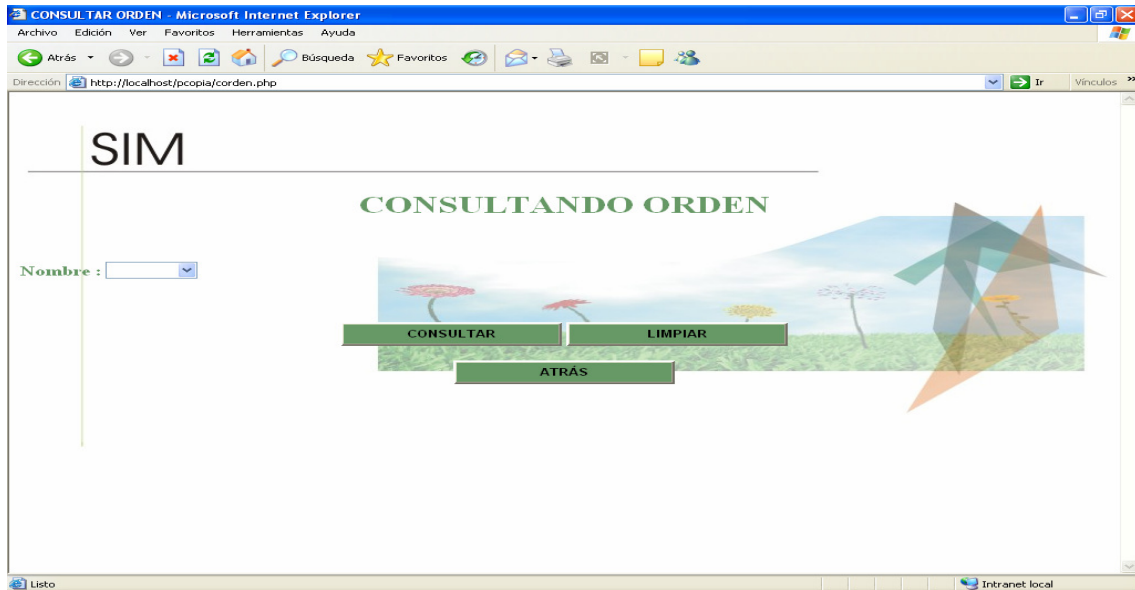 CONSULTAR ORDEN - Microsoft Internet Explorer
Archivo Edición Ver Favoritos Herramientas Ayuda
Atrás Búsqueda Favoritos
Dirección http://localhost/pcopia/corden.php Ir Vínculos »
SIM
CONSULTANDO ORDEN
Nombre :
CONSULTAR LIMPIAR
ATRÁS
Listo Intranet local